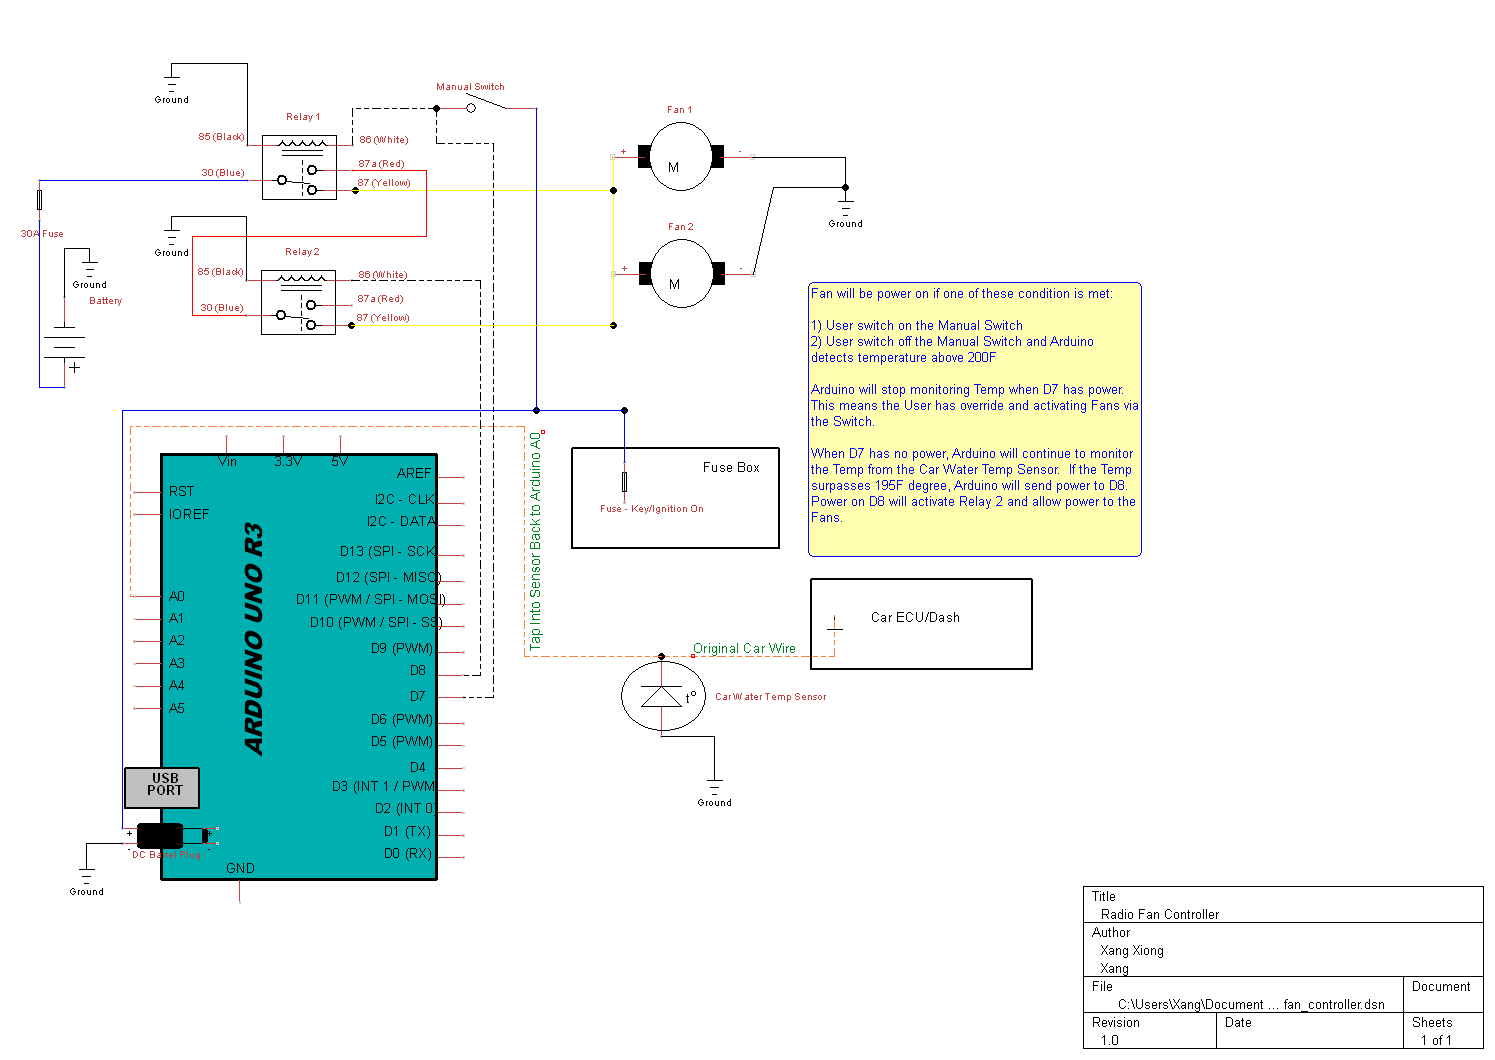 Manual Switch
Ground
Relay 1
Fan 1
85 (Black)
86 (White)
+
-
87a (Red)
M
30 (Blue)
87 (Yellow)
Ground
Fan 2
30A Fuse
Ground
Relay 2
85 (Black)
86 (White)
+
-
Ground
M
Battery
87a (Red)
30 (Blue)
87 (Yellow)
+
Fan will be power on if one of these condition is met:
1) User switch on the Manual Switch
2) User switch off the Manual Switch and Arduino
detects temperature above 200F
Arduino will stop monitoring Temp when D7 has power.
This means the User has override and activating Fans via
the Switch.
When D7 has no power, Arduino will continue to monitor
the Temp from the Car Water Temp Sensor.  If the Temp
surpasses 195F degree, Arduino will send power to D8.
Power on D8 will activate Relay 2 and allow power to the
Fans.
Tap Into Sensor Back to Arduino A0
Fuse Box
Fuse - Key/Ignition On
Vin
3.3V
5V
AREF
RST
I2C - CLK
IOREF
I2C - DATA
ARDUINO UNO R3
D13 (SPI - SCK
D12 (SPI - MISO)
A0
D11 (PWM / SPI - MOSI)
A1
D10 (PWM / SPI - SS)
A2
D9 (PWM)
A3
D8
A4
D7
A5
D6 (PWM)
D5 (PWM)
D4
D3 (INT 1 / PWM
D2 (INT 0)
D1 (TX)
D0 (RX)
USB
PORT
+
+
-
-
DC Barrel Plug
GND
Ground
Car ECU/Dash
Original Car Wire
t°
Car Water Temp Sensor
Ground
Title
Radio Fan Controller
Author
Xang Xiong
Xang
File
C:\Users\Xang\Document ... fan_controller.dsn
Document
Revision
1.0
Date
Sheets
1 of 1